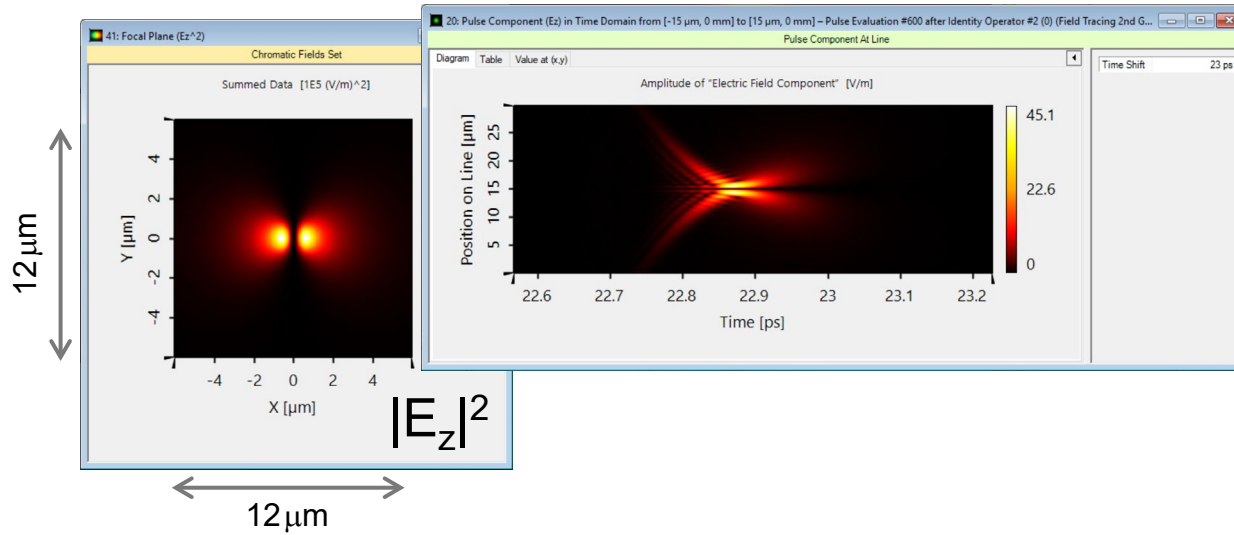 41: Focal Plane (Ez^2)
Chromatic Fields Set
Summed Data [1E5 (V/m)^2]
Y [µm]
4
2
0
-2
-4
-4 -2 0 2 4
X [µm]
|E_z|^2
12 µm
12 µm
20: Pulse Component (Ez) in Time Domain from [-15 µm, 0 mm] to [15 µm, 0 mm] – Pulse Evaluation #600 after Identity Operator #2 (0) (Field Tracing 2nd G...
Pulse Component At Line
Diagram Table Value at (x,y)
Amplitude of "Electric Field Component" [V/m]
Position on Line [µm]
25
20
15
10
5
22.6 22.7 22.8 22.9 23 23.1 23.2
Time [ps]
45.1
22.6
0
Time Shift 23 ps